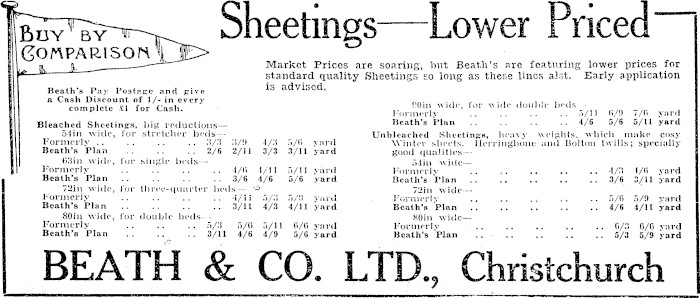 BUY BY
COMPARISON
Sheetings—Lower Priced
Market Prices are soaring, but Beath's are featuring lower prices for
standard quality Sheetings so long as these lines last. Early application
is advised.
Beath's Pay Postage and give
a Cash Discount of 1/- in every
complete £1 for Cash.
Bleached Sheetings, big reductions—
54in wide, for stretcher beds—
Formerly .. .. .. .. 3/3 3/9 4/3 5/6 yard
Beath's Plan .. .. .. 2/6 2/11 3/3 3/11 yard
63in wide, for single beds—
Formerly .. .. .. .. 4/6 4/11 5/11 yard
Beath's Plan .. .. .. 3/6 4/6 5/6 yard
72in wide, for three-quarter beds—
Formerly .. .. .. .. 4/11 5/3 5/3 yard
Beath's Plan .. .. .. 3/11 4/3 4/11 yard
80in wide, for double beds—
Formerly .. .. .. 5/3 5/6 5/11 6/6 yard
Beath's Plan .. .. 3/11 4/6 4/9 5/6 yard
90in wide, for wide double beds—
Formerly .. .. .. .. .. 5/11 6/9 7/6 yard
Beath's Plan .. .. .. .. 4/6 5/6 5/11 yard
Unbleached Sheetings, heavy weights, which make cosy
Winter sheets. Herringbone and Bolton twills; specially
good qualities—
54in wide—
Formerly .. .. .. .. .. 4/3 4/6 yard
Beath's Plan .. .. .. .. 3/6 3/11 yard
72in wide—
Formerly .. .. .. .. .. 5/6 5/9 yard
Beath's Plan .. .. .. .. 4/6 4/11 yard
80in wide—
Formerly .. .. .. .. .. 6/3 6/6 yard
Beath's Plan .. .. .. .. 5/3 5/9 yard
BEATH & CO. LTD., Christchurch